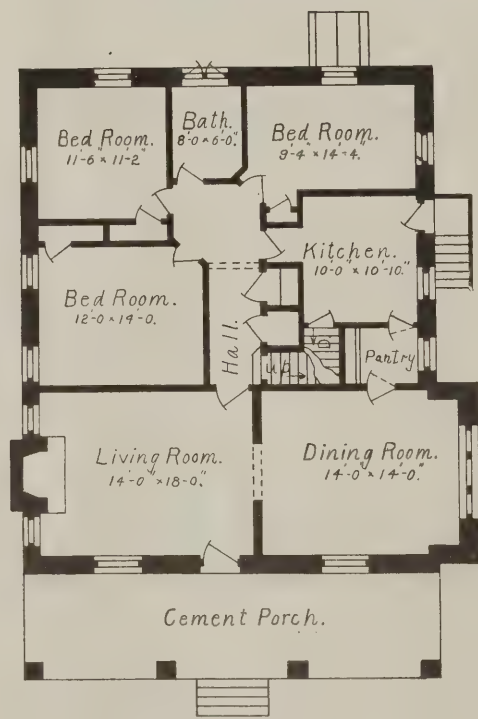 Bed Room.
11'-6" x 11'-2"
Bath.
8'-0 x 6'-0."
Bed Room.
9'-4" x 14'-4."
Kitchen.
10'-0" x 10'-10."
Bed Room.
12'-0 x 14'-0.
Hall.
D
UP
Pantry
Living Room.
14'-0" x 18'-0."
Dining Room.
14'-0" x 14'-0."
Cement Porch.